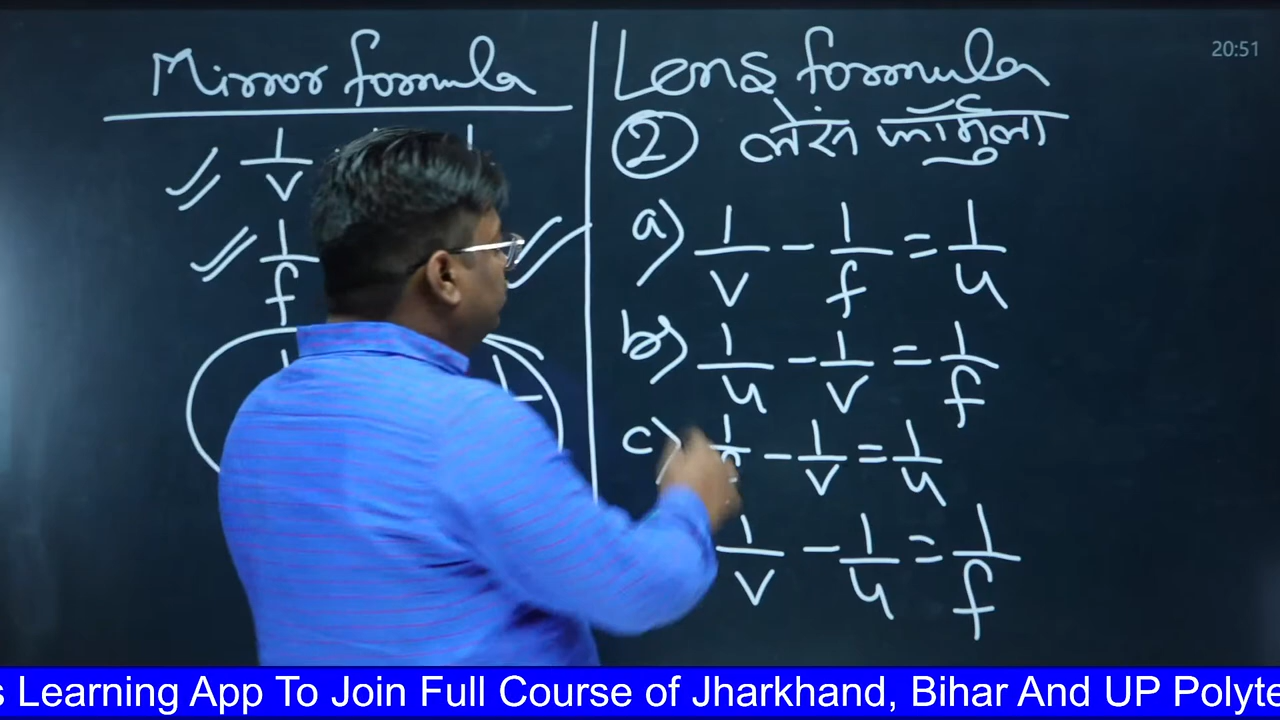 Mirror formula
1/v
1/f
Lens formula
20:51
② लेंस फार्मूला
a) 1/v - 1/f = 1/u
b) 1/u - 1/v = 1/f
c) - 1/v = 1/u
1/v - 1/u = 1/f
s Learning App To Join Full Course of Jharkhand, Bihar And UP Polyte